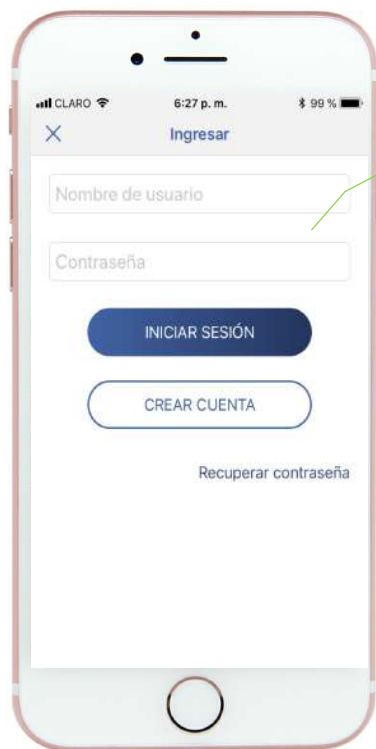 CLARO 6:27 p. m. 99 %
Ingresar
Nombre de usuario
Contraseña
INICIAR SESIÓN
CREAR CUENTA
Recuperar contraseña